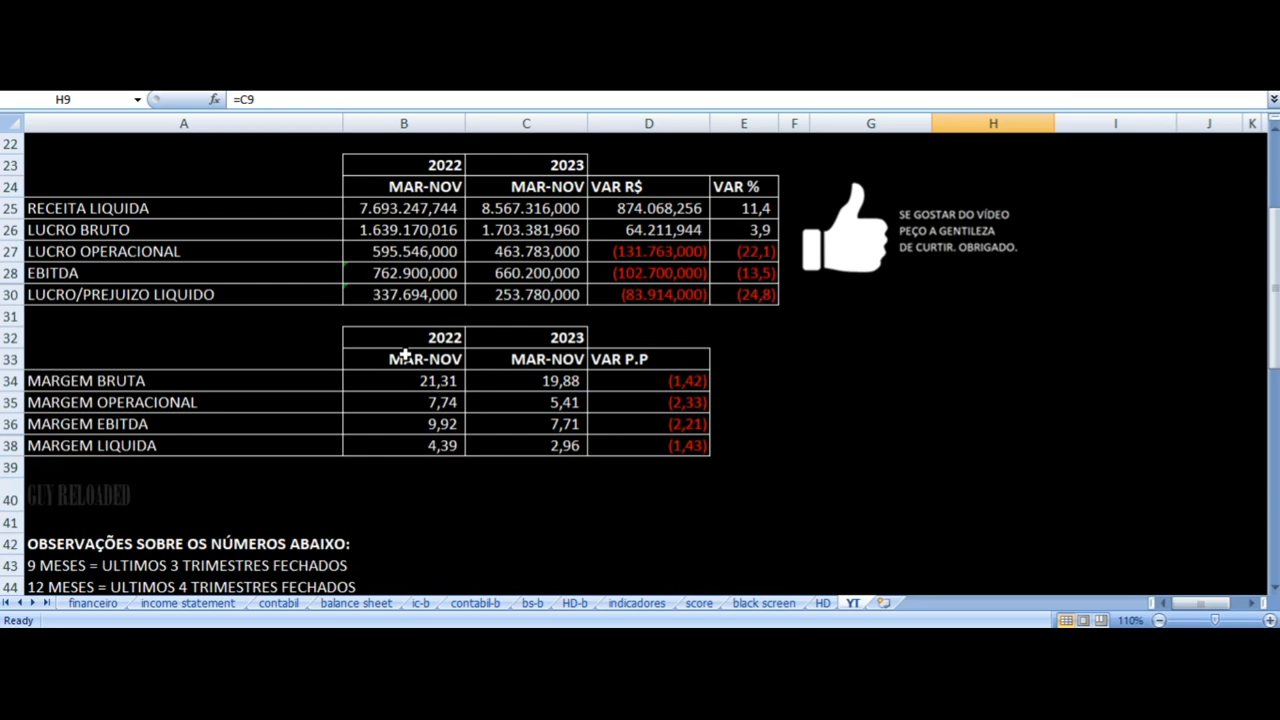 H9 fx =C9
A B C D E F G H I J K
22
23 2022 2023
24 MAR-NOV MAR-NOV VAR R$ VAR %
25 RECEITA LIQUIDA 7.693.247,744 8.567.316,000 874.068,256 11,4
26 LUCRO BRUTO 1.639.170,016 1.703.381,960 64.211,944 3,9
27 LUCRO OPERACIONAL 595.546,000 463.783,000 (131.763,000) (22,1)
28 EBITDA 762.900,000 660.200,000 (102.700,000) (13,5)
30 LUCRO/PREJUIZO LIQUIDO 337.694,000 253.780,000 (83.914,000) (24,8)
SE GOSTAR DO VÍDEO
PEÇO A GENTILEZA
DE CURTIR. OBRIGADO.
31
32 2022 2023
33 MAR-NOV MAR-NOV VAR P.P
34 MARGEM BRUTA 21,31 19,88 (1,42)
35 MARGEM OPERACIONAL 7,74 5,41 (2,33)
36 MARGEM EBITDA 9,92 7,71 (2,21)
38 MARGEM LIQUIDA 4,39 2,96 (1,43)
39
40 GUY RELOADED
41
42 OBSERVAÇÕES SOBRE OS NÚMEROS ABAIXO:
43 9 MESES = ULTIMOS 3 TRIMESTRES FECHADOS
44 12 MESES = ULTIMOS 4 TRIMESTRES FECHADOS
financeiro income statement contabil balance sheet ic-b contabil-b bs-b HD-b indicadores score black screen HD YT
Ready 110%